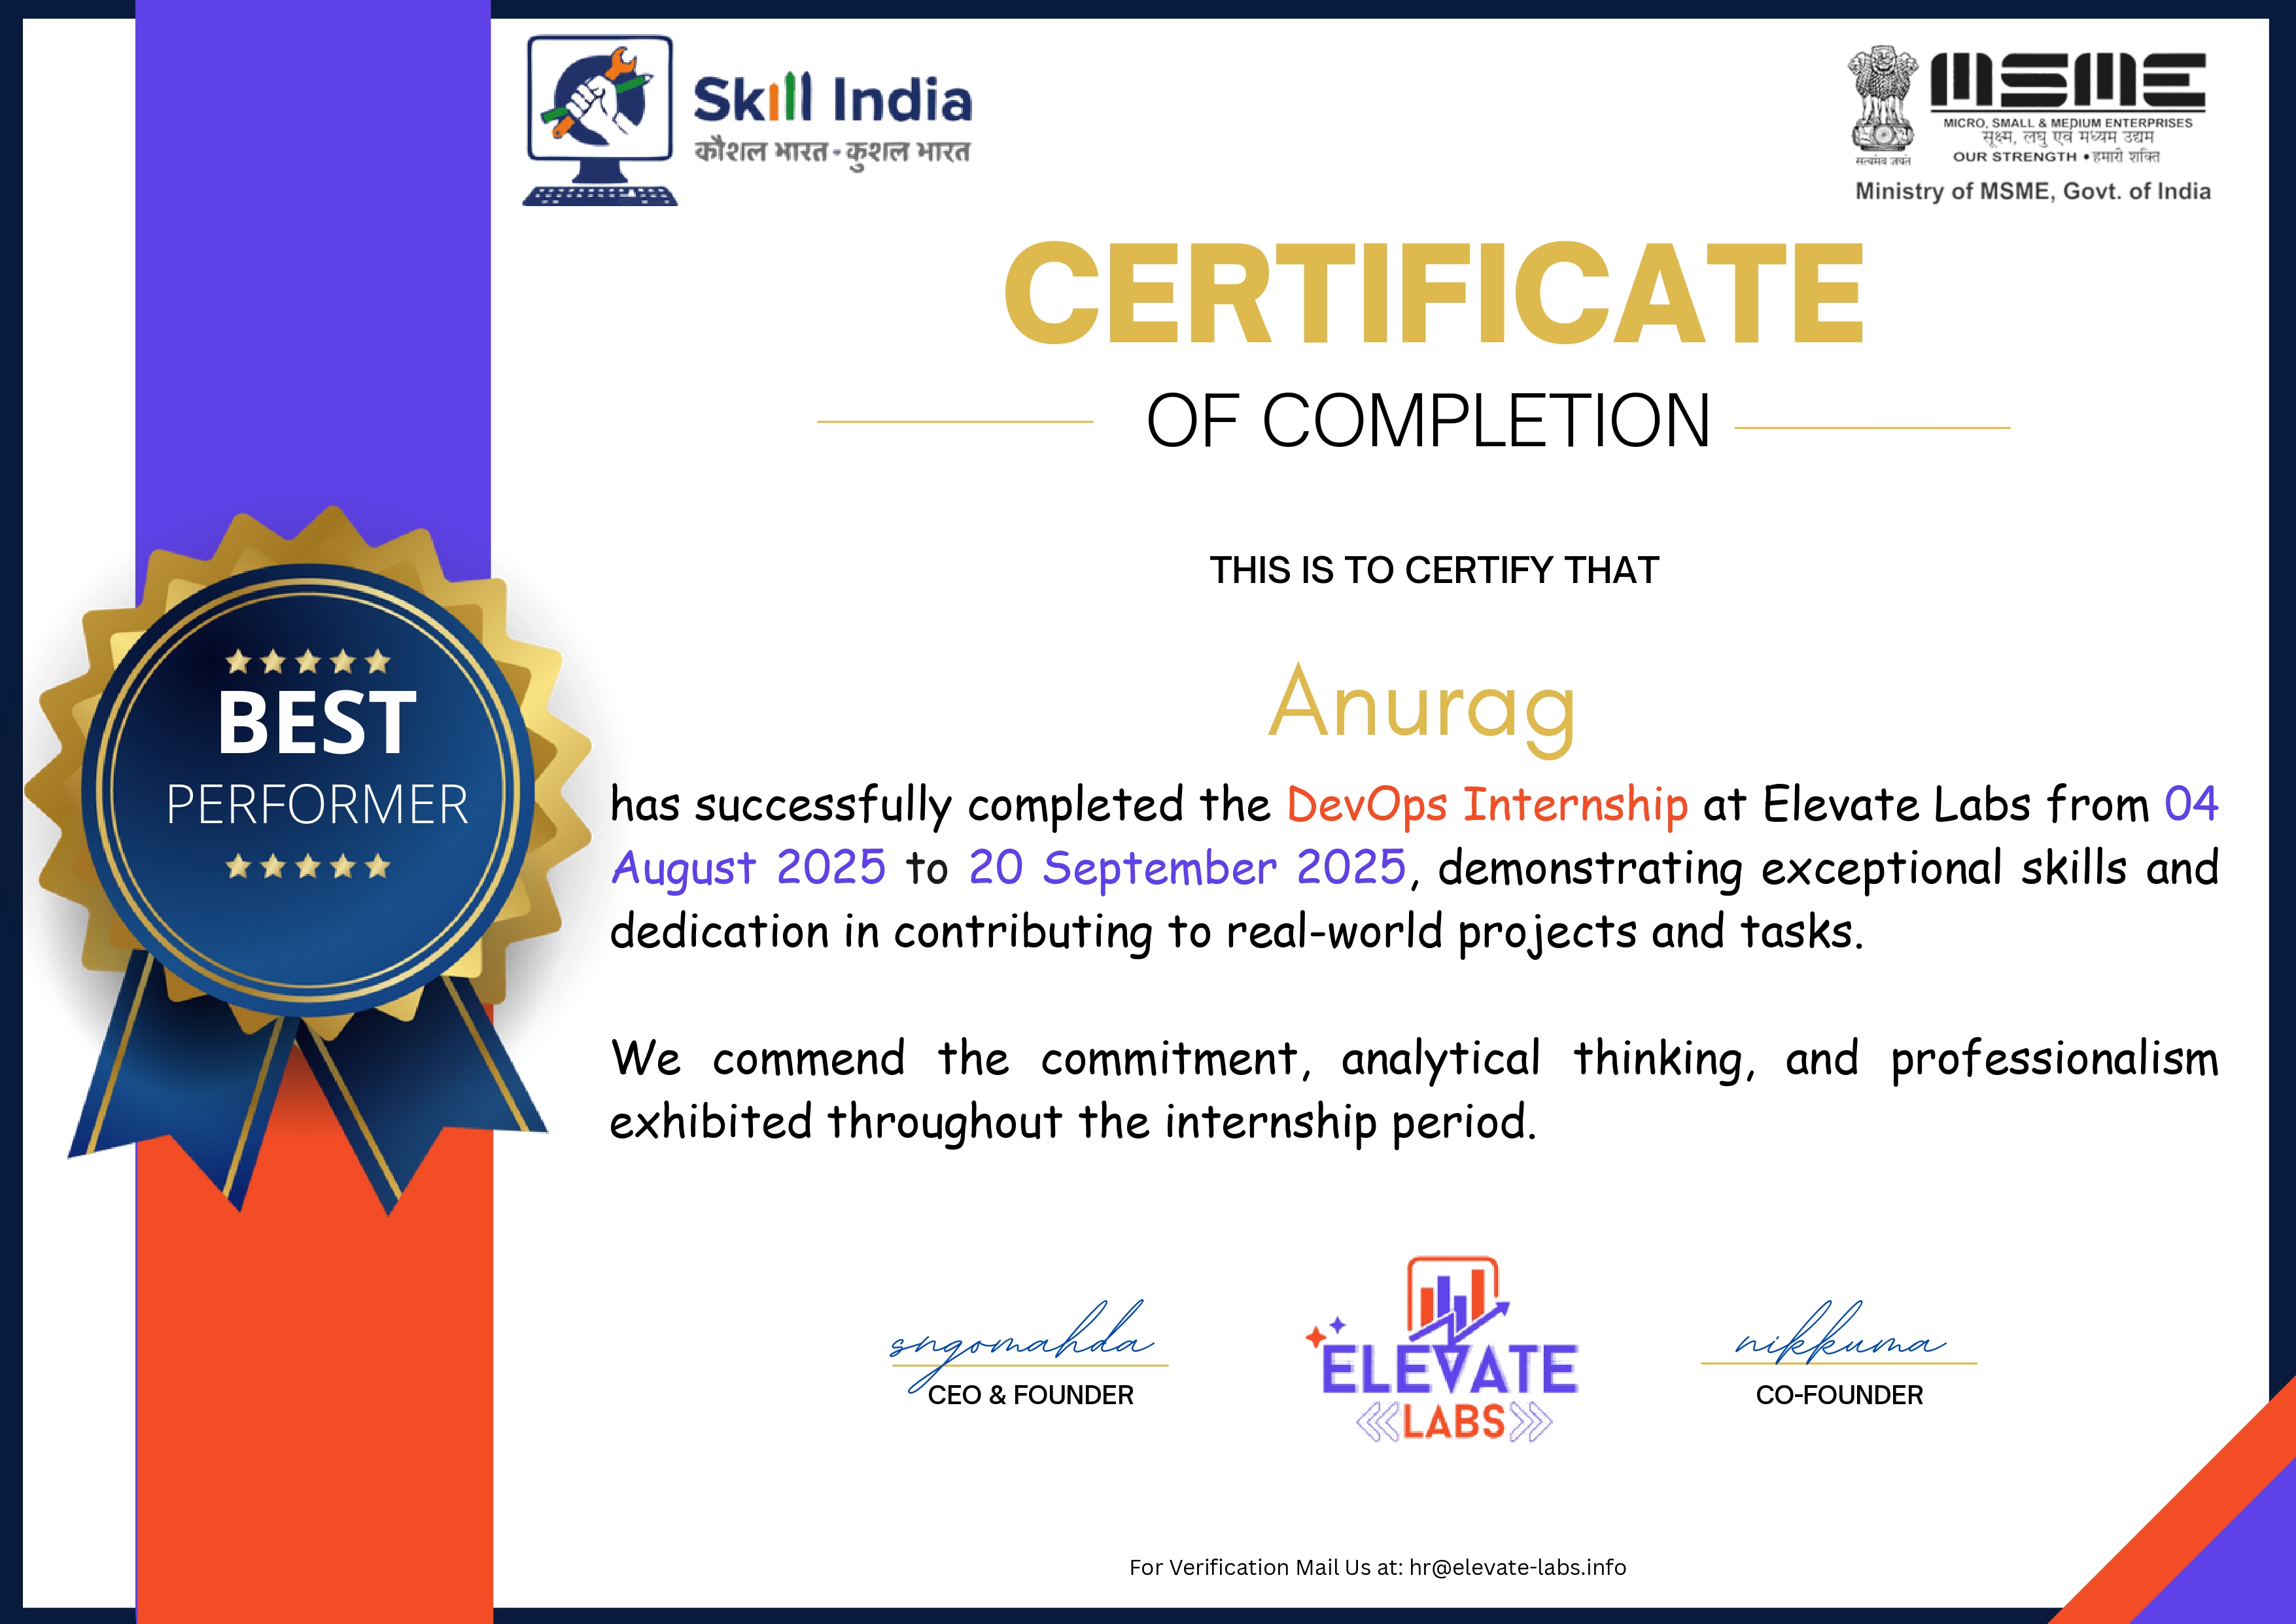 Skill India
कौशल भारत - कुशल भारत
MSME
MICRO, SMALL & MEDIUM ENTERPRISES
सूक्ष्म, लघु एवं मध्यम उद्यम
OUR STRENGTH • हमारी शक्ति
सत्यमेव जयते
Ministry of MSME, Govt. of India
CERTIFICATE
OF COMPLETION
THIS IS TO CERTIFY THAT
Anurag
BEST
PERFORMER
has successfully completed the DevOps Internship at Elevate Labs from 04
August 2025 to 20 September 2025, demonstrating exceptional skills and
dedication in contributing to real-world projects and tasks.
We commend the commitment, analytical thinking, and professionalism
exhibited throughout the internship period.
sngomahda
CEO & FOUNDER
ELEVATE
LABS
nikkuma
CO-FOUNDER
For Verification Mail Us at: hr@elevate-labs.info